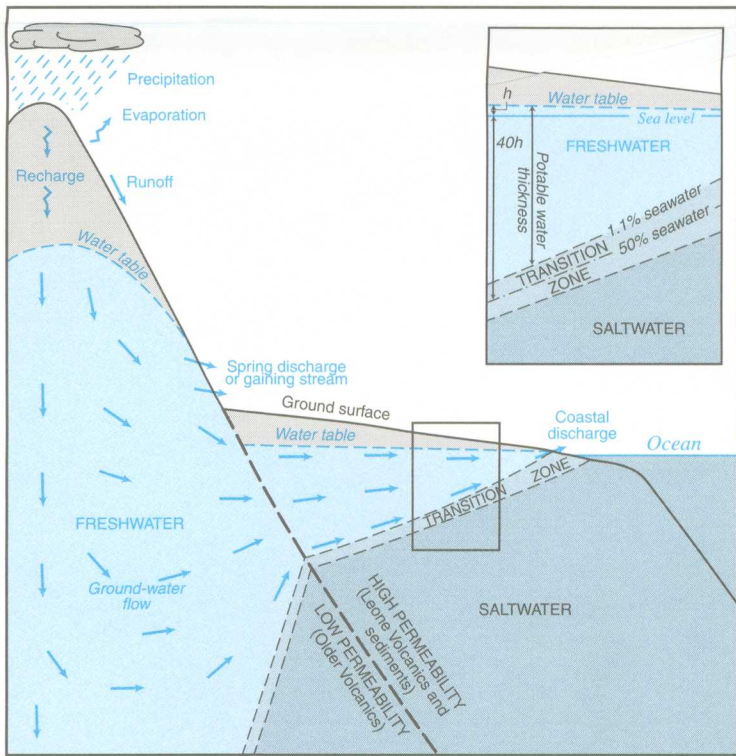 Precipitation
Evaporation
Recharge
Runoff
Water table
Spring discharge
or gaining stream
Ground surface
Water table
Coastal
discharge
Ocean
TRANSITION
ZONE
FRESHWATER
Ground-water
flow
SALTWATER
HIGH PERMEABILITY
(Leone Volcanics and
sediments)
LOW PERMEABILITY
(Older Volcanics)
h
Water table
Sea level
40h
FRESHWATER
Potable water
thickness
1.1% seawater
TRANSITION
50% seawater
ZONE
SALTWATER